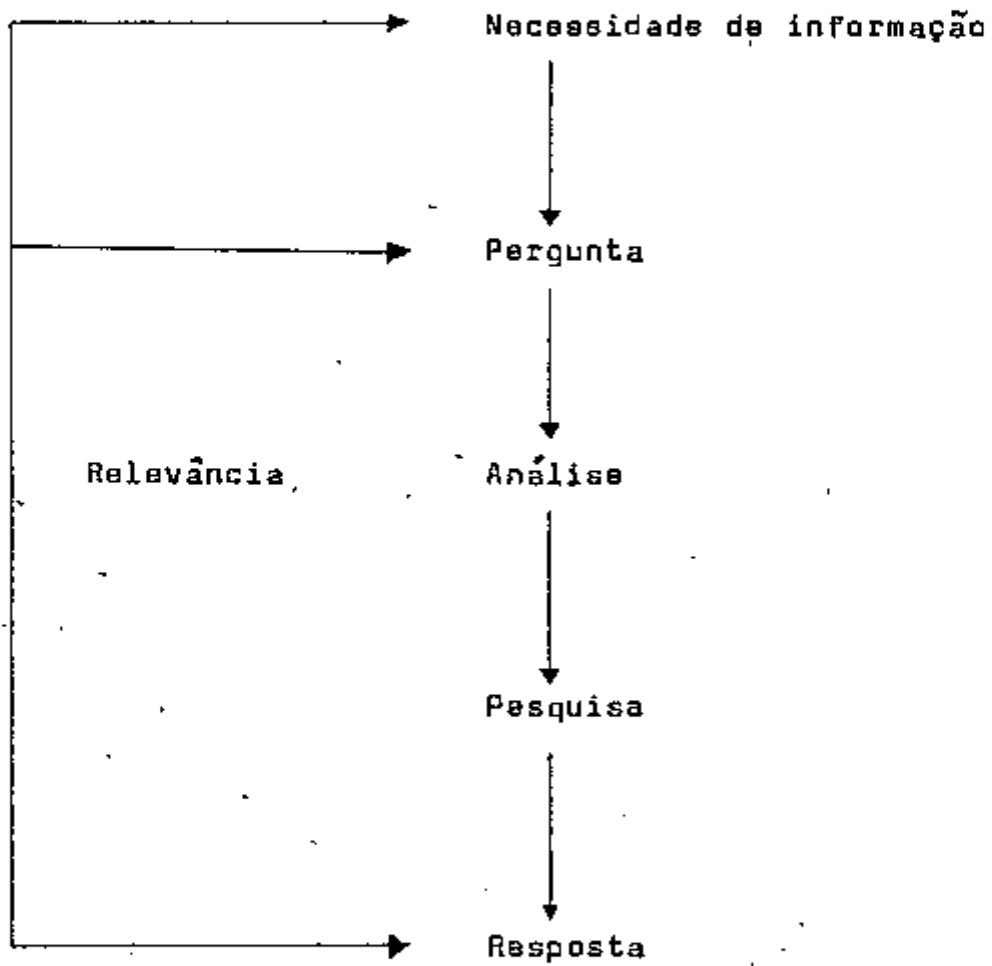 Necessidade de informação
Pergunta
Relevância
Análise
Pesquisa
Resposta